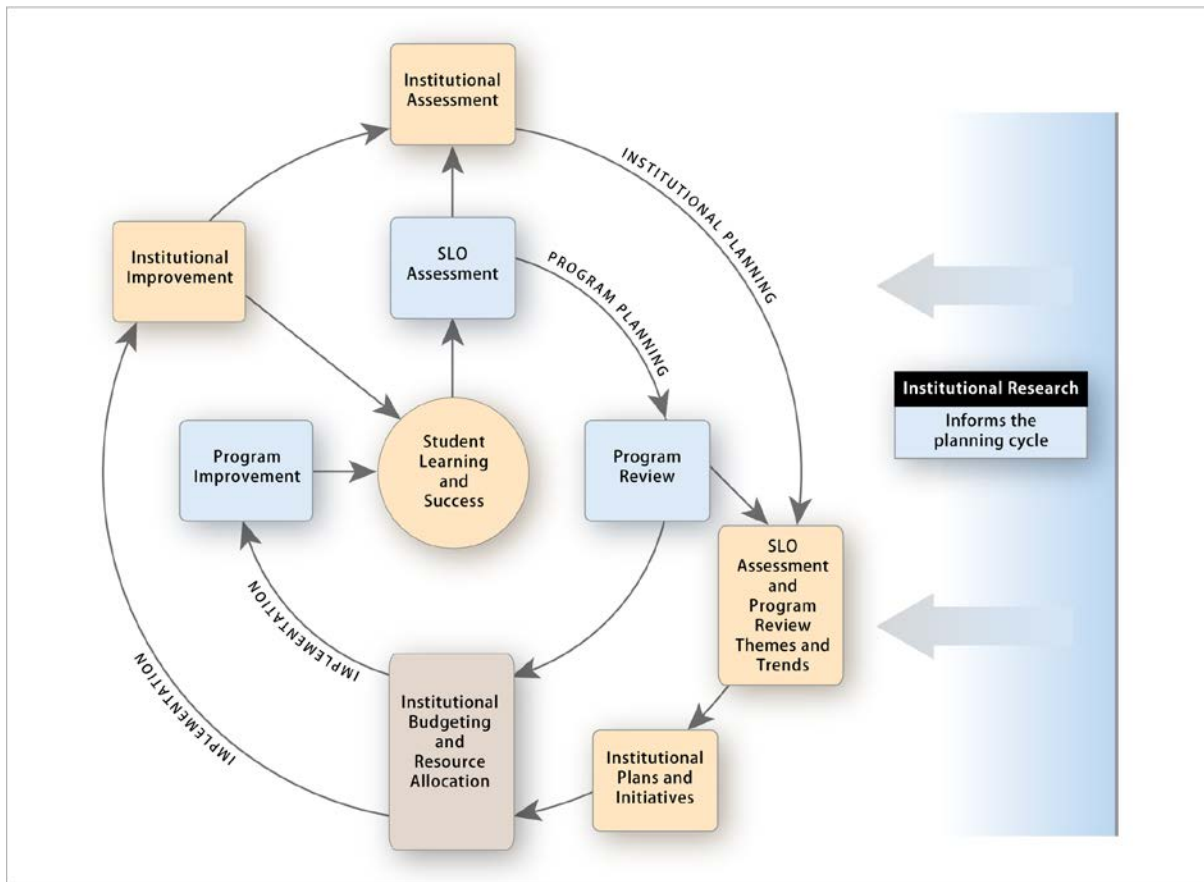 Institutional
Assessment
INSTITUTIONAL PLANNING
Institutional
Improvement
SLO
Assessment
PROGRAM PLANNING
Institutional Research
Informs the
planning cycle
Program
Improvement
Student
Learning
and
Success
Program
Review
SLO
Assessment
and
Program
Review
Themes and
Trends
IMPLEMENTATION
IMPLEMENTATION
Institutional
Budgeting
and
Resource
Allocation
Institutional
Plans and
Initiatives